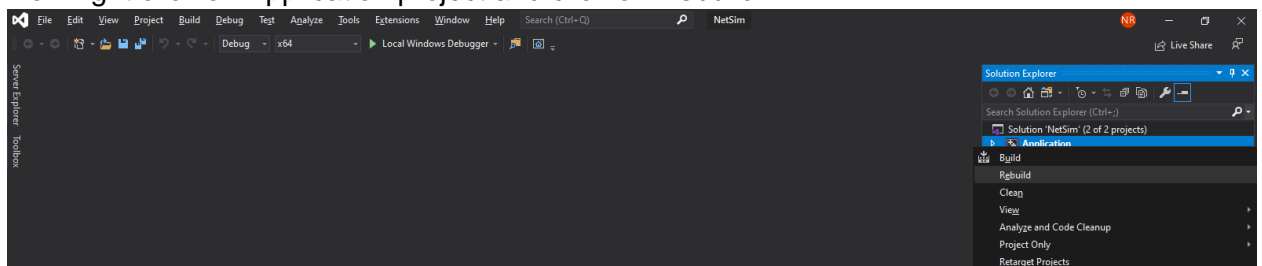 File Edit View Project Build Debug Test Analyze Tools Extensions Window Help Search (Ctrl+Q) NetSim NR
Debug x64 Local Windows Debugger Live Share
Server Explorer
Toolbox
Solution Explorer
Search Solution Explorer (Ctrl+;)
Solution 'NetSim' (2 of 2 projects)
Application
Build
Rebuild
Clean
View
Analyze and Code Cleanup
Project Only
Retarget Projects